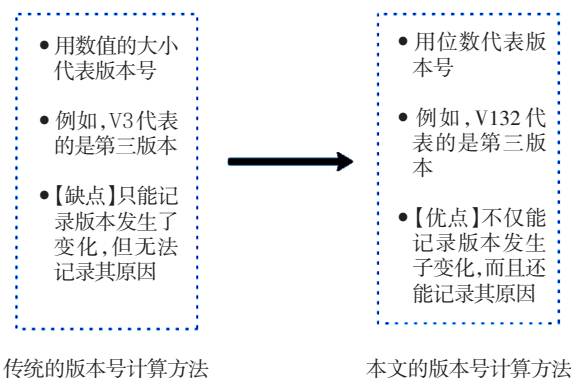 ● 用数值的大小
代表版本号
● 例如,V3代表
的是第三版本
●【缺点】只能记
录版本发生了
变化,但无法
记录其原因
传统的版本号计算方法
● 用位数代表版
本号
● 例如,V132代
表的是第三版
本
●【优点】不仅能
记录版本发生
子变化,而且还
能记录其原因
本文的版本号计算方法